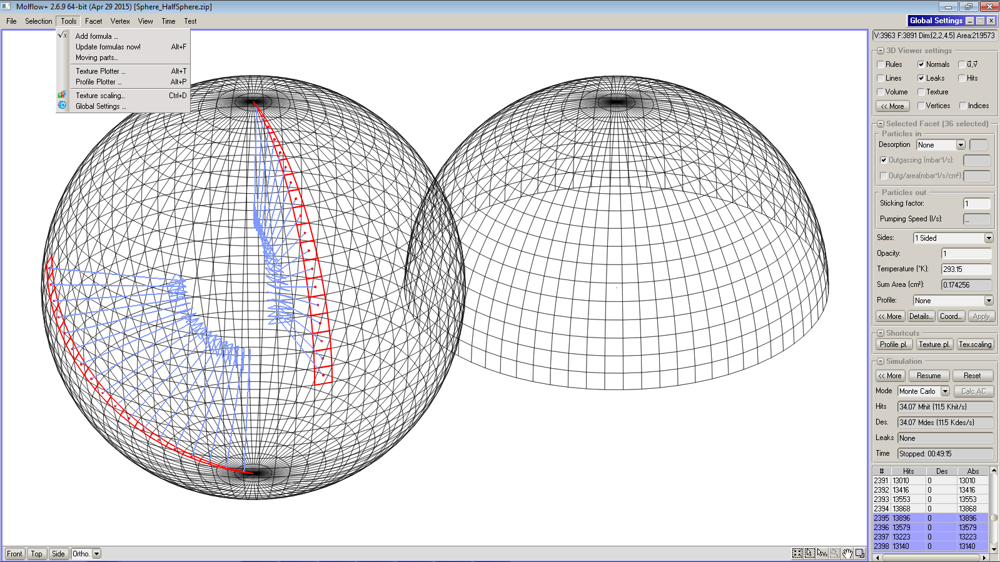 Molflow+ 2.6.9 64-bit (Apr 29 2015) [Sphere_HalfSphere.zip]
File Selection Tools Facet Vertex View Time Test
Global Settings
√x Add formula ...
Update formulas now! Alt+F
Moving parts...
Texture Plotter ... Alt+T
Profile Plotter ... Alt+P
Texture scaling... Ctrl+D
Global Settings ...
V:3963 F:3891 Dim:(2,2,4.5) Area:21.9573
3D Viewer settings
Rules Normals u,v
Lines Leaks Hits
Volume Texture
<< More Vertices Indices
Selected Facet (36 selected)
Particles in
Desorption None
Outgassing (mbar*l/s):
Outg/area(mbar*l/s/cm²):
Particles out
Sticking factor: 1
Pumping Speed (l/s): ...
Sides: 1 Sided
Opacity: 1
Temperature (°K): 293.15
Sum Area (cm²): 0.174256
Profile: None
<< More Details... Coord... Apply
Shortcuts
Profile pl. Texture pl. Tex.scaling
Simulation
<< More Resume Reset
Mode Monte Carlo Calc AC
Hits 34.07 Mhit (11.5 Khit/s)
Des. 34.07 Mdes (11.5 Kdes/s)
Leaks None
Time Stopped: 00:49:15
# Hits Des Abs
2391 13010 0 13010
2392 13416 0 13416
2393 13553 0 13553
2394 13868 0 13868
2395 13896 0 13896
2396 13579 0 13579
2397 13223 0 13223
2398 13140 0 13140
Front Top Side Ortho.